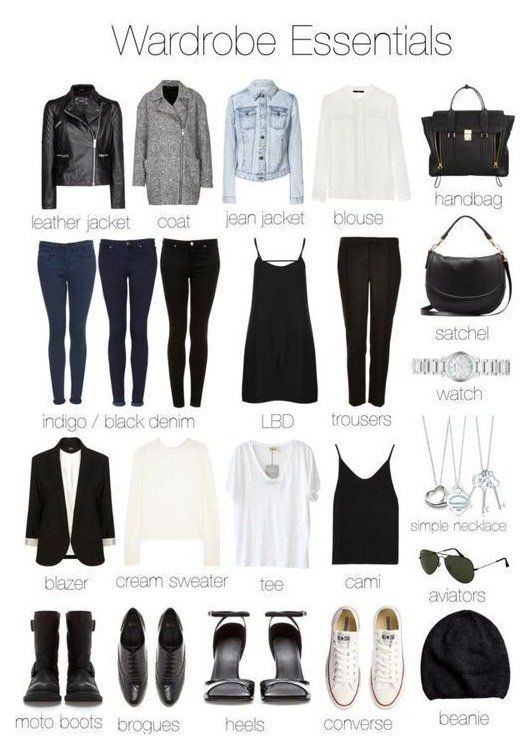 Wardrobe Essentials
leather jacket
coat
jean jacket
blouse
handbag
satchel
watch
indigo / black denim
LBD
trousers
simple necklace
blazer
cream sweater
tee
cami
aviators
moto boots
brogues
heels
converse
beanie